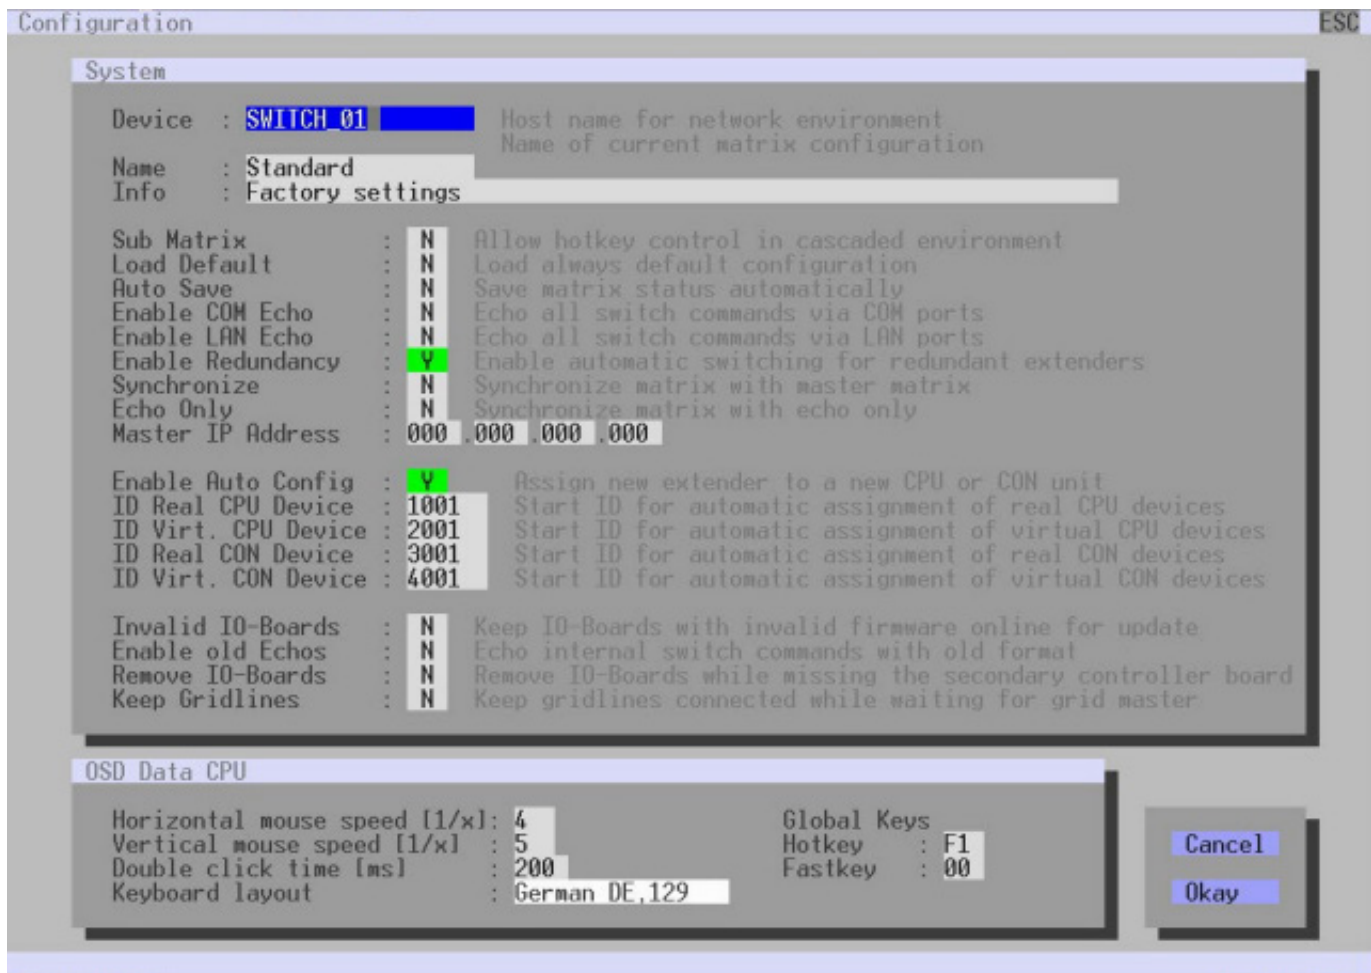 Configuration ESC
System
Device : SWITCH_01 Host name for network environment
Name of current matrix configuration
Name : Standard
Info : Factory settings
Sub Matrix : N Allow hotkey control in cascaded environment
Load Default : N Load always default configuration
Auto Save : N Save matrix status automatically
Enable COM Echo : N Echo all switch commands via COM ports
Enable LAN Echo : N Echo all switch commands via LAN ports
Enable Redundancy : Y Enable automatic switching for redundant extenders
Synchronize : N Synchronize matrix with master matrix
Echo Only : N Synchronize matrix with echo only
Master IP Address : 000 .000 .000 .000
Enable Auto Config : Y Assign new extender to a new CPU or CON unit
ID Real CPU Device : 1001 Start ID for automatic assignment of real CPU devices
ID Virt. CPU Device : 2001 Start ID for automatic assignment of virtual CPU devices
ID Real CON Device : 3001 Start ID for automatic assignment of real CON devices
ID Virt. CON Device : 4001 Start ID for automatic assignment of virtual CON devices
Invalid IO-Boards : N Keep IO-Boards with invalid firmware online for update
Enable old Echos : N Echo internal switch commands with old format
Remove IO-Boards : N Remove IO-Boards while missing the secondary controller board
Keep Gridlines : N Keep gridlines connected while waiting for grid master
OSD Data CPU
Horizontal mouse speed [1/x]: 4 Global Keys
Vertical mouse speed [1/x] : 5 Hotkey : F1
Double click time [ms] : 200 Fastkey : 00
Keyboard layout : German DE,129
Cancel
Okay